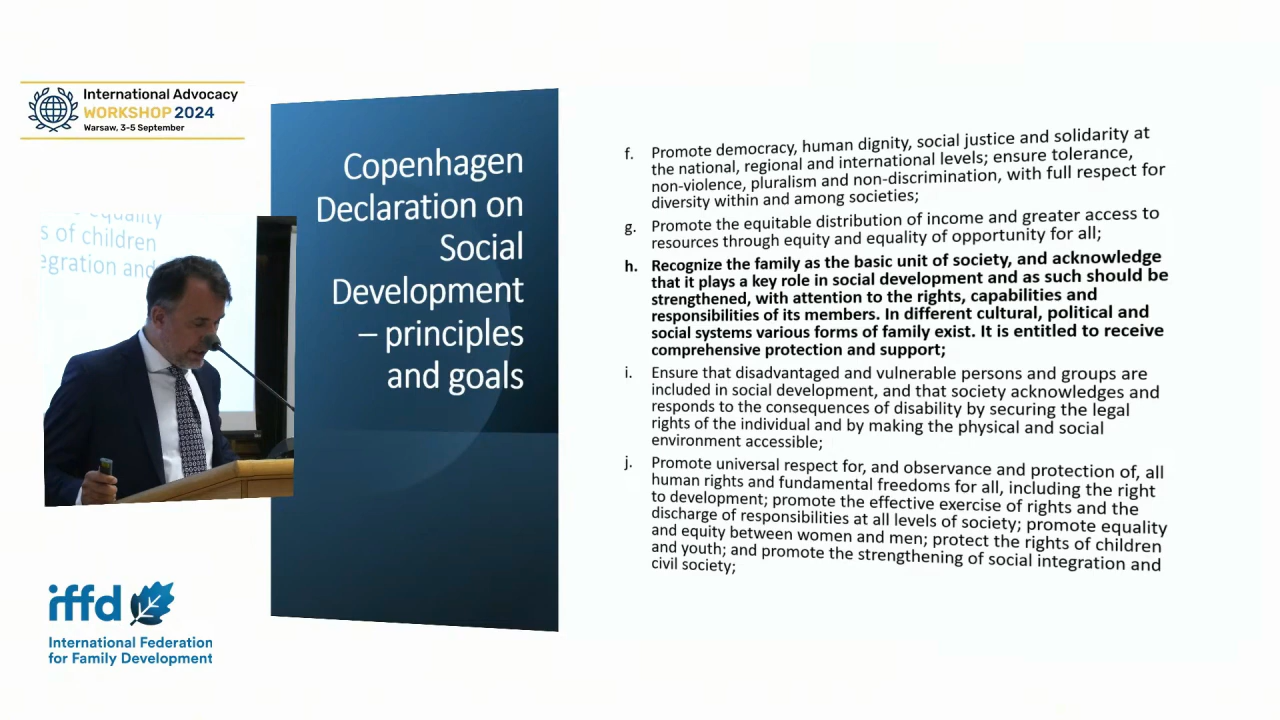 International Advocacy
WORKSHOP 2024
Warsaw, 3-5 September
Copenhagen
Declaration on
Social
Development
– principles
and goals
f. Promote democracy, human dignity, social justice and solidarity at
the national, regional and international levels; ensure tolerance,
non-violence, pluralism and non-discrimination, with full respect for
diversity within and among societies;
g. Promote the equitable distribution of income and greater access to
resources through equity and equality of opportunity for all;
h. Recognize the family as the basic unit of society, and acknowledge
that it plays a key role in social development and as such should be
strengthened, with attention to the rights, capabilities and
responsibilities of its members. In different cultural, political and
social systems various forms of family exist. It is entitled to receive
comprehensive protection and support;
i. Ensure that disadvantaged and vulnerable persons and groups are
included in social development, and that society acknowledges and
responds to the consequences of disability by securing the legal
rights of the individual and by making the physical and social
environment accessible;
j. Promote universal respect for, and observance and protection of, all
human rights and fundamental freedoms for all, including the right
to development; promote the effective exercise of rights and the
discharge of responsibilities at all levels of society; promote equality
and equity between women and men; protect the rights of children
and youth; and promote the strengthening of social integration and
civil society;
equality
s of children
egration and
iffd
International Federation
for Family Development